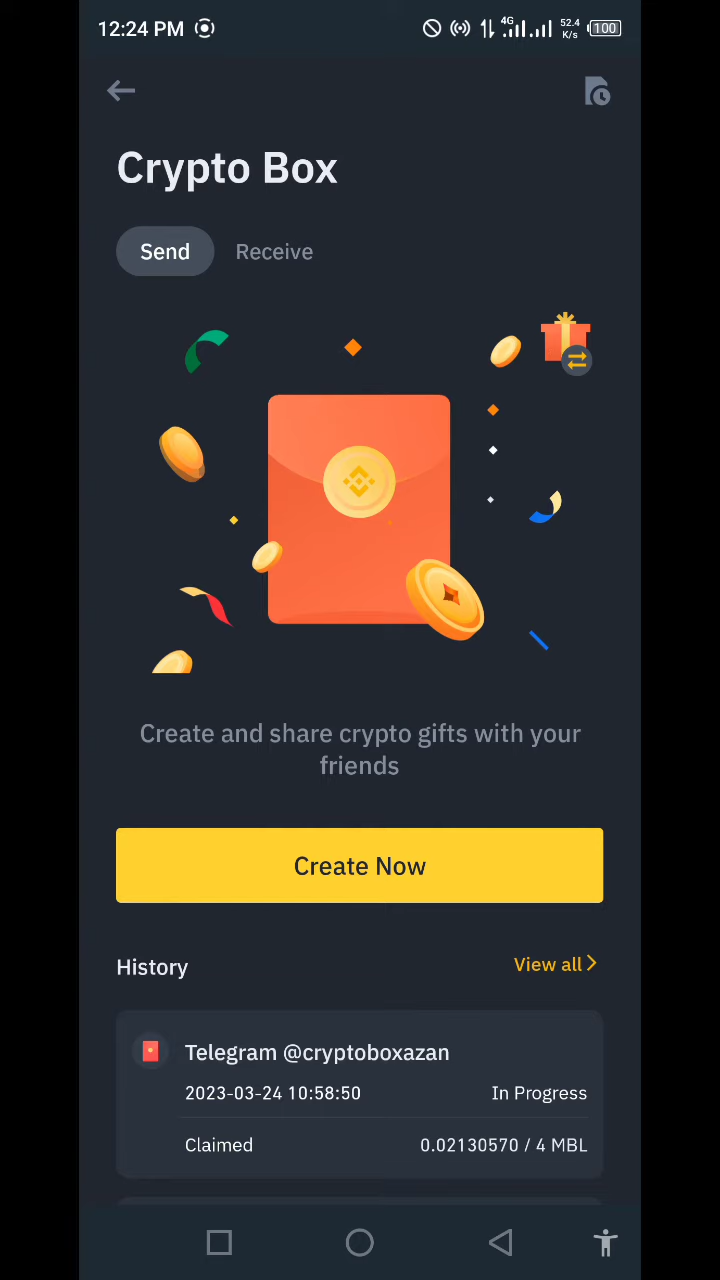 12:24 PM 4G 52.4 K/s 100
Crypto Box
Send Receive
Create and share crypto gifts with your
friends
Create Now
History View all
Telegram @cryptoboxazan
2023-03-24 10:58:50 In Progress
Claimed 0.02130570 / 4 MBL